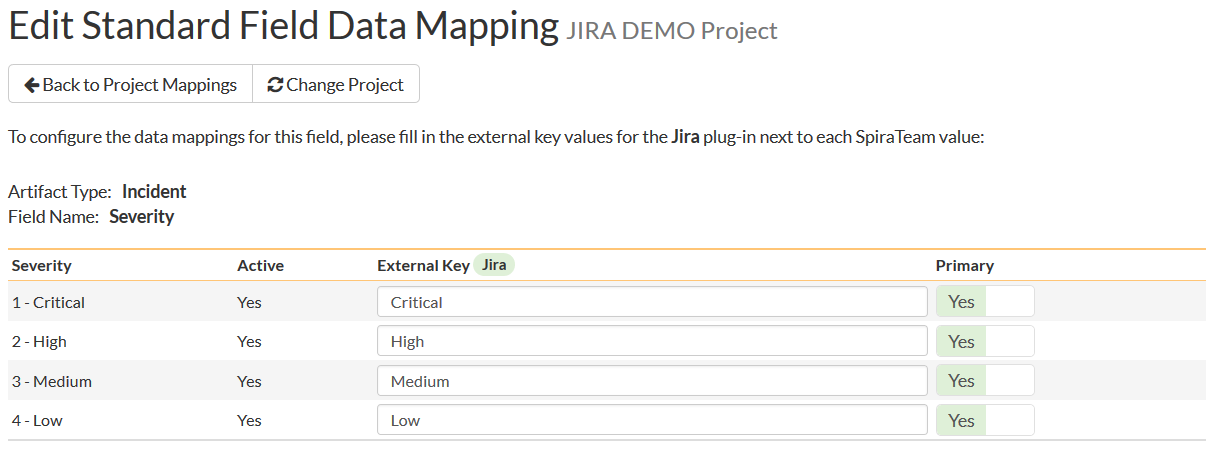 Edit Standard Field Data Mapping JIRA DEMO Project
Back to Project Mappings Change Project
To configure the data mappings for this field, please fill in the external key values for the Jira plug-in next to each SpiraTeam value:
Artifact Type: Incident
Field Name: Severity
Severity Active External Key Jira Primary
1 - Critical Yes Critical Yes
2 - High Yes High Yes
3 - Medium Yes Medium Yes
4 - Low Yes Low Yes